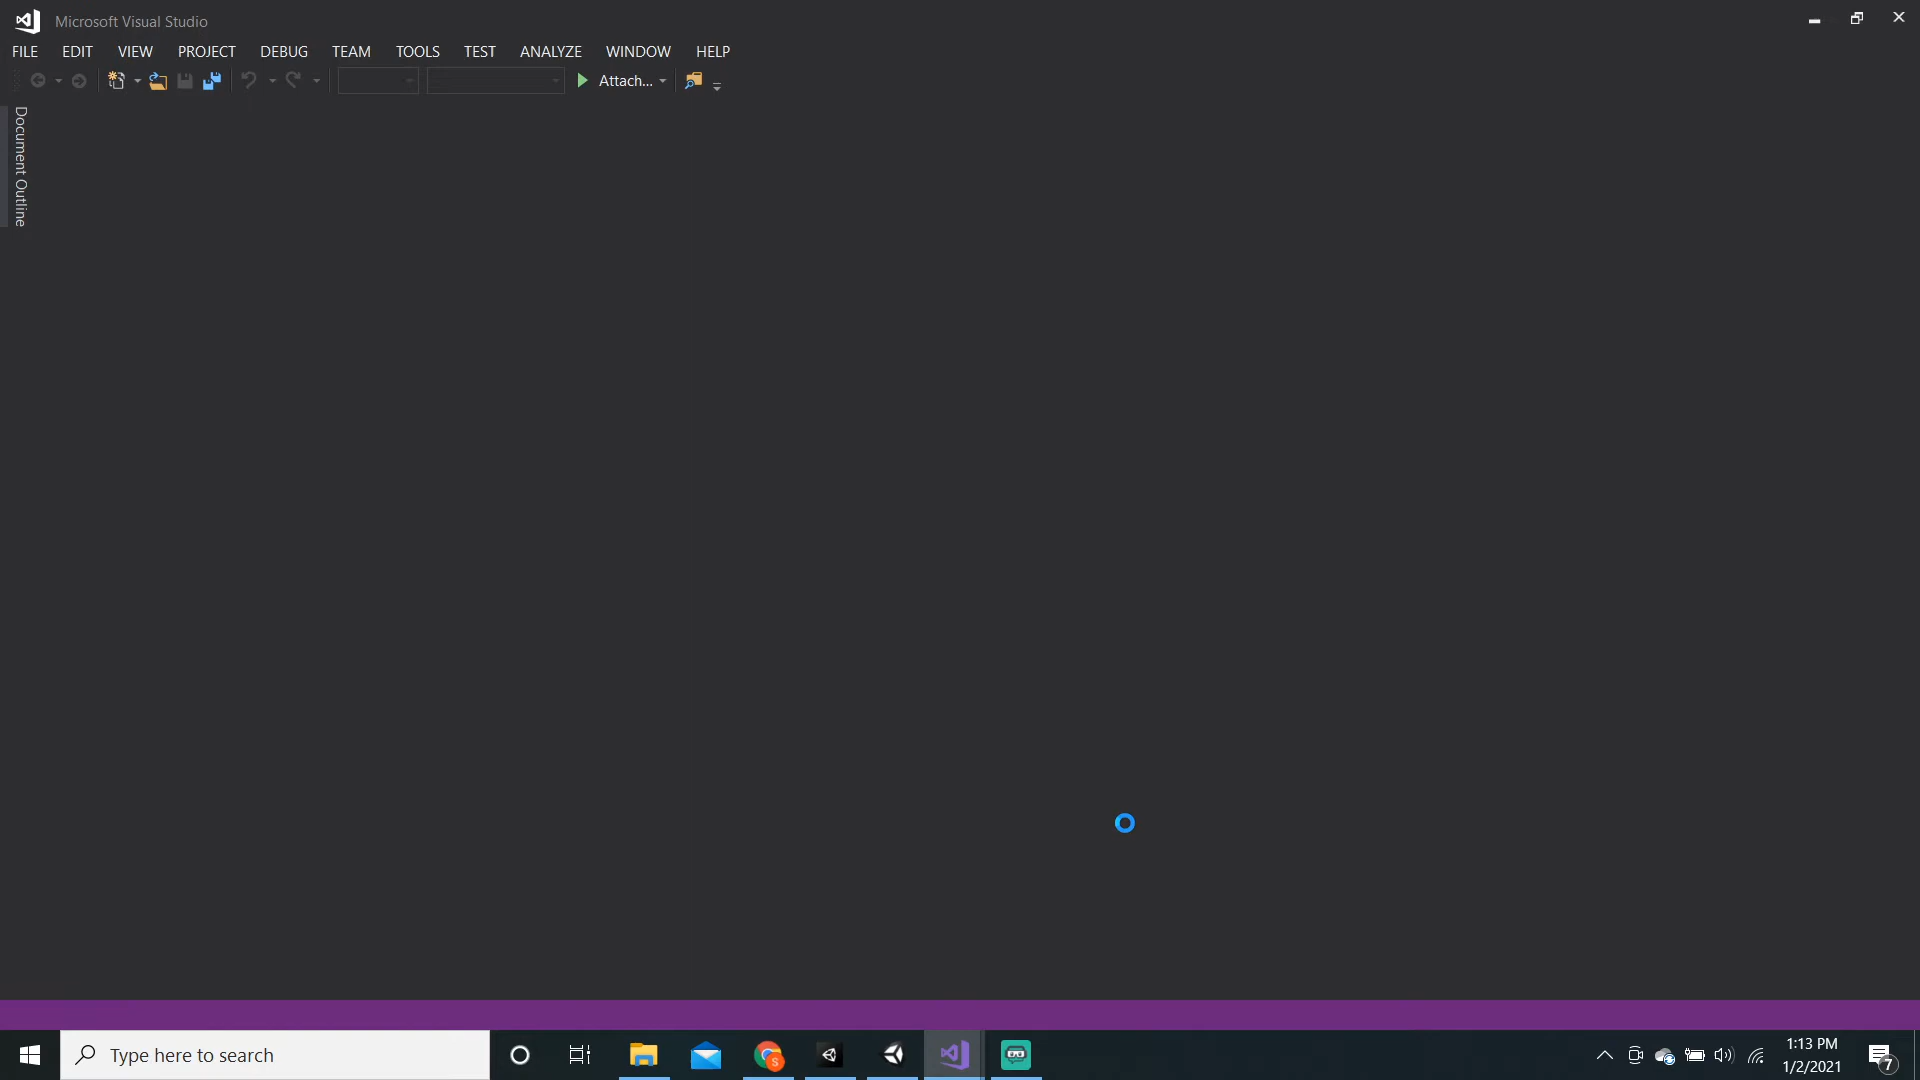 Microsoft Visual Studio
FILE EDIT VIEW PROJECT DEBUG TEAM TOOLS TEST ANALYZE WINDOW HELP
Attach...
Document Outline
Type here to search
S
1:13 PM
1/2/2021
7